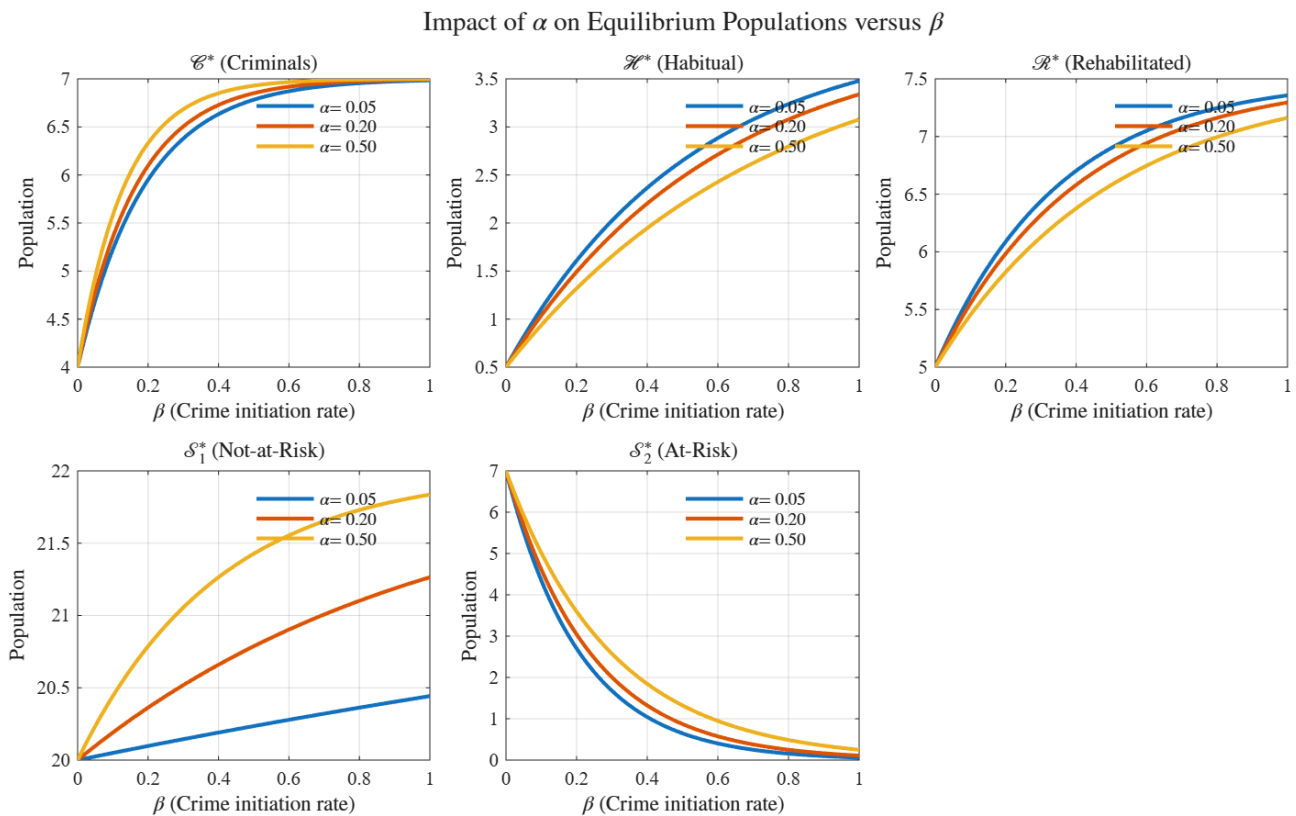 Impact of α on Equilibrium Populations versus β
𝒞* (Criminals)
7
6.5
6
5.5
5
4.5
4
Population
α= 0.05
α= 0.20
α= 0.50
0 0.2 0.4 0.6 0.8 1
β (Crime initiation rate)
ℋ* (Habitual)
3.5
3
2.5
2
1.5
1
0.5
Population
α= 0.05
α= 0.20
α= 0.50
0 0.2 0.4 0.6 0.8 1
β (Crime initiation rate)
ℛ* (Rehabilitated)
7.5
7
6.5
6
5.5
5
Population
α= 0.05
α= 0.20
α= 0.50
0 0.2 0.4 0.6 0.8 1
β (Crime initiation rate)
𝒮₁* (Not-at-Risk)
22
21.5
21
20.5
20
Population
α= 0.05
α= 0.20
α= 0.50
0 0.2 0.4 0.6 0.8 1
β (Crime initiation rate)
𝒮₂* (At-Risk)
7
6
5
4
3
2
1
0
Population
α= 0.05
α= 0.20
α= 0.50
0 0.2 0.4 0.6 0.8 1
β (Crime initiation rate)